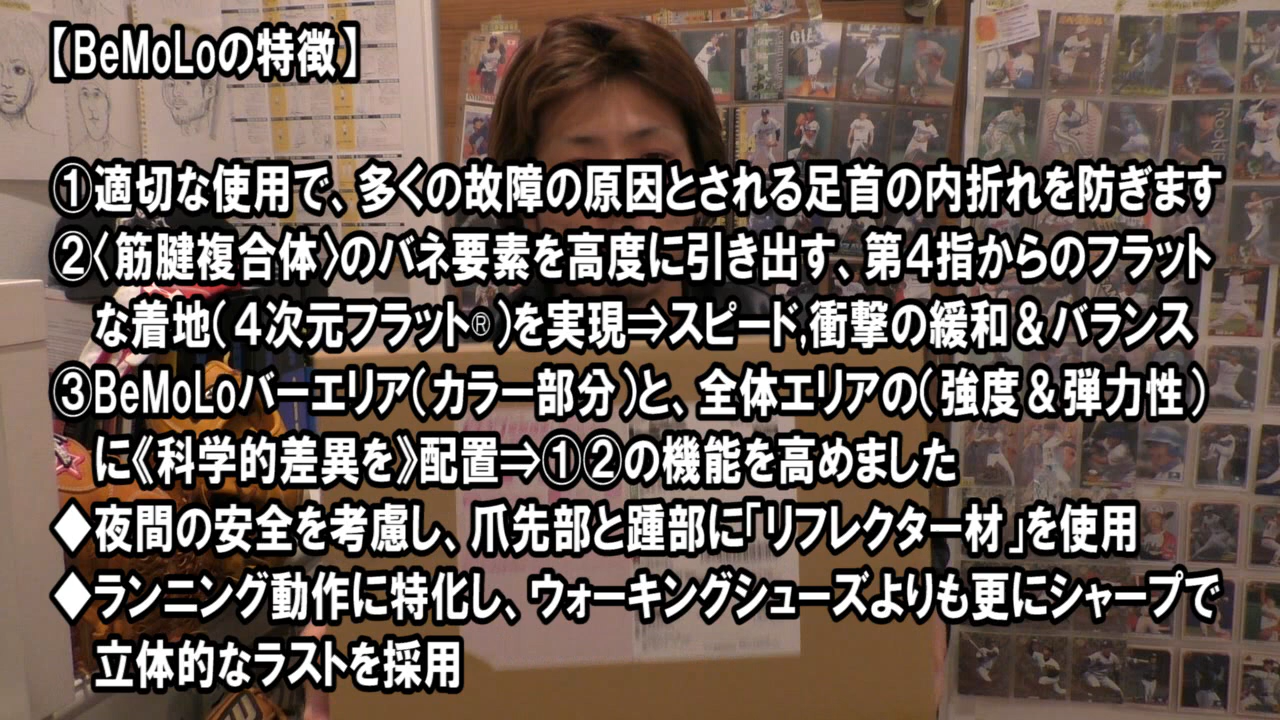 【BeMoLoの特徴】
①適切な使用で、多くの故障の原因とされる足首の内折れを防ぎます
②〈筋腱複合体〉のバネ要素を高度に引き出す、第4指からのフラット
な着地(4次元フラット®)を実現⇒スピード,衝撃の緩和＆バランス
③BeMoLoバーエリア(カラー部分)と、全体エリアの(強度＆弾力性)
に《科学的差異を》配置⇒①②の機能を高めました
◆夜間の安全を考慮し、爪先部と踵部に「リフレクター材」を使用
◆ランニング動作に特化し、ウォーキングシューズよりも更にシャープで
立体的なラストを採用
ROOKIE